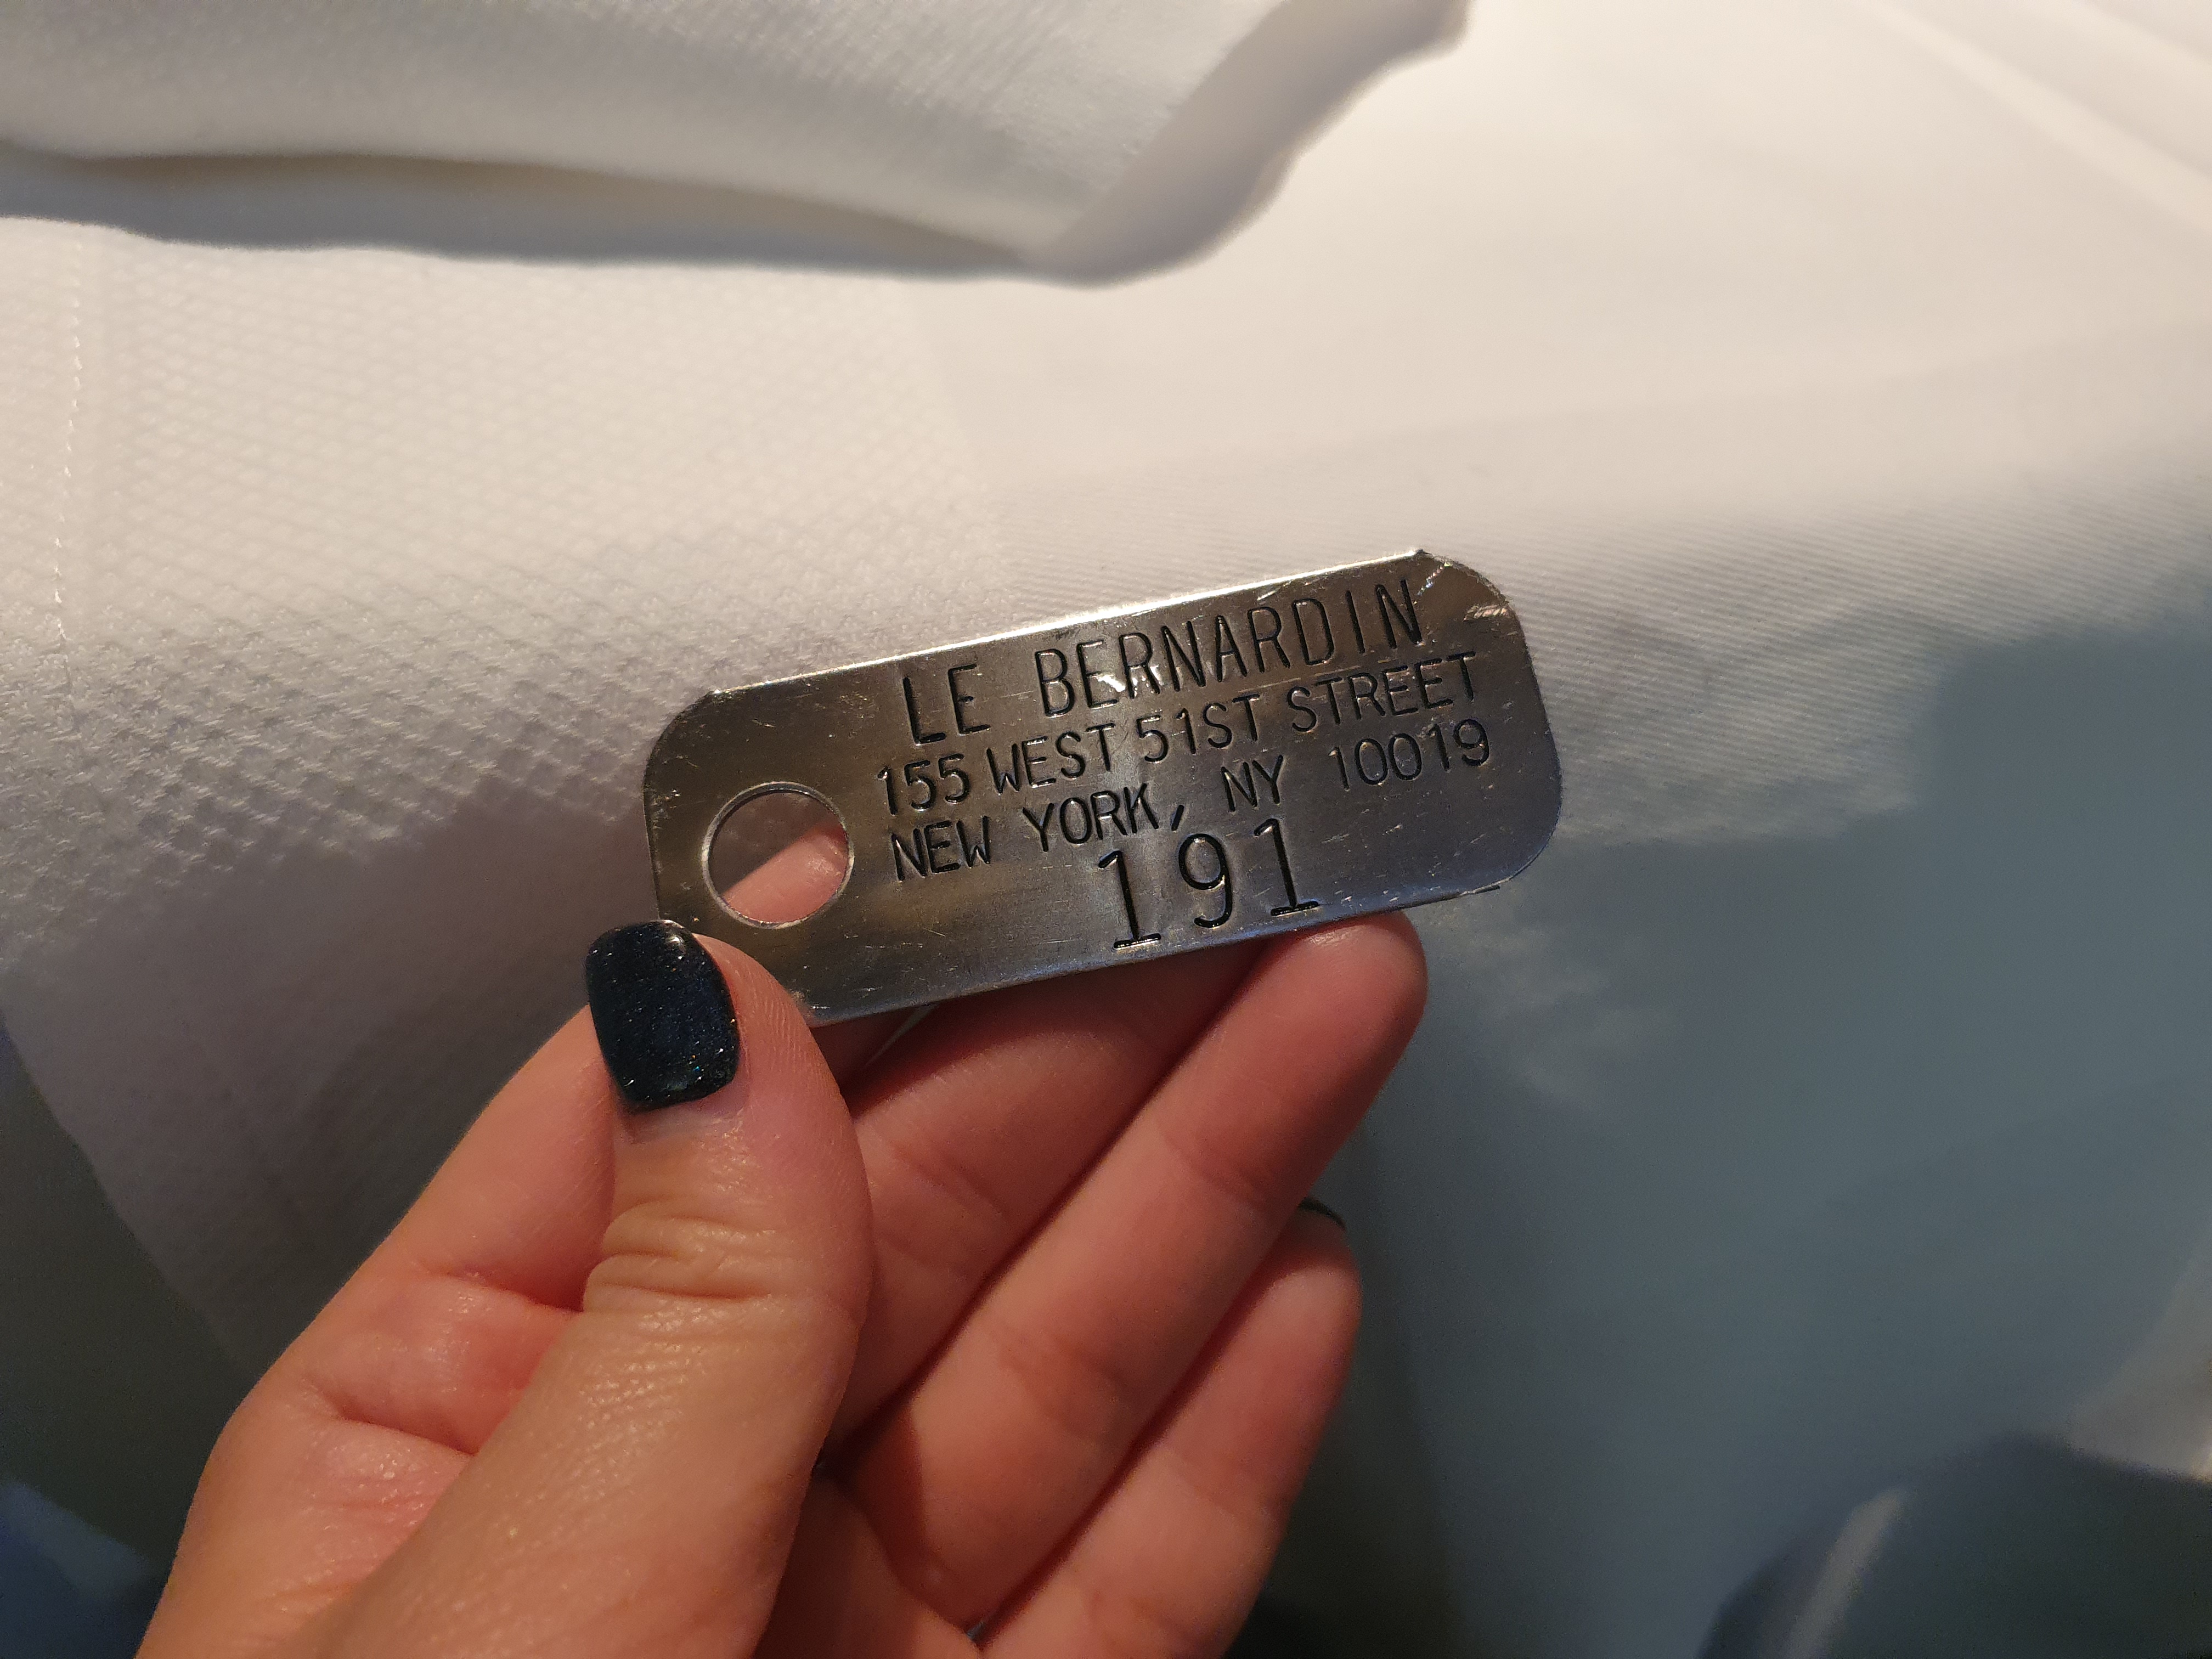 LE BERNARDIN
155 WEST 51ST STREET
NEW YORK, NY 10019
191